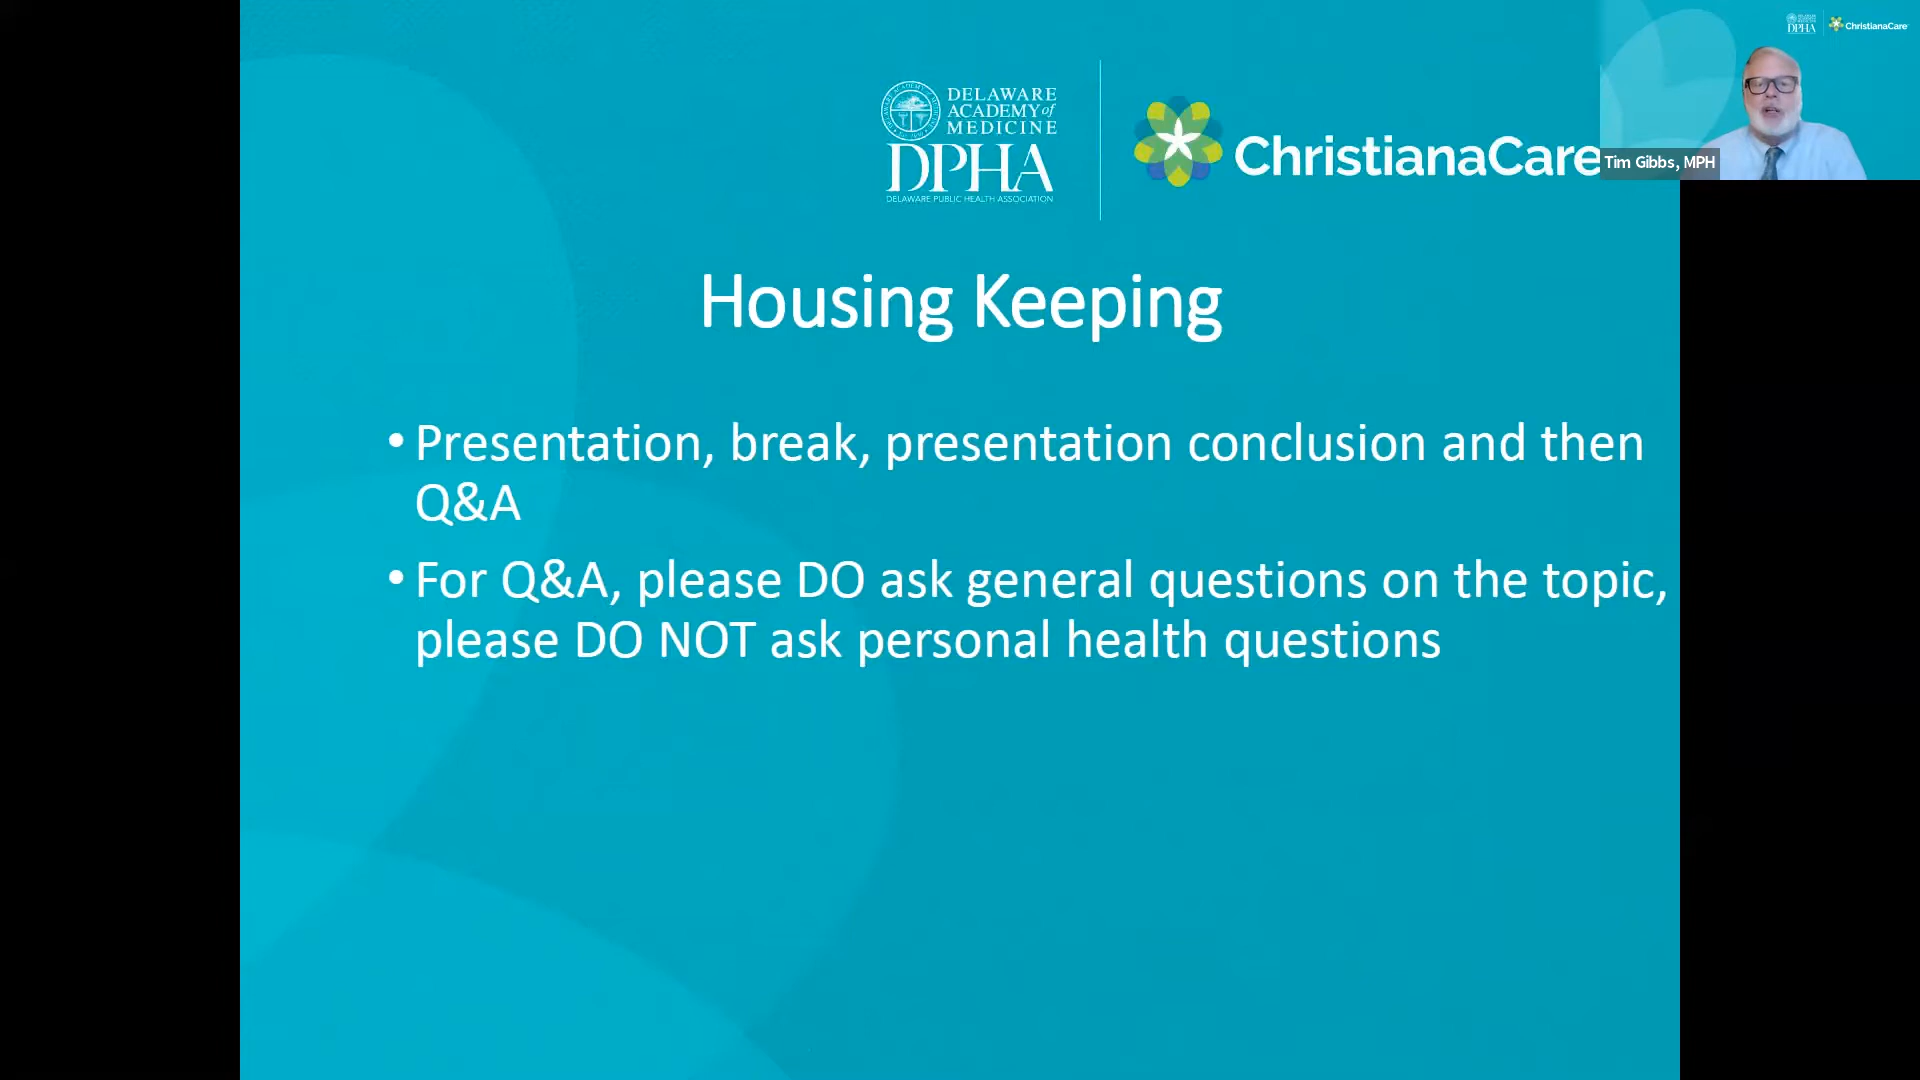 DELAWARE
ACADEMY of
MEDICINE
DPHA
DELAWARE PUBLIC HEALTH ASSOCIATION
ChristianaCare
DPHA
ChristianaCare
Tim Gibbs, MPH
Housing Keeping
• Presentation, break, presentation conclusion and then
Q&A
• For Q&A, please DO ask general questions on the topic,
please DO NOT ask personal health questions